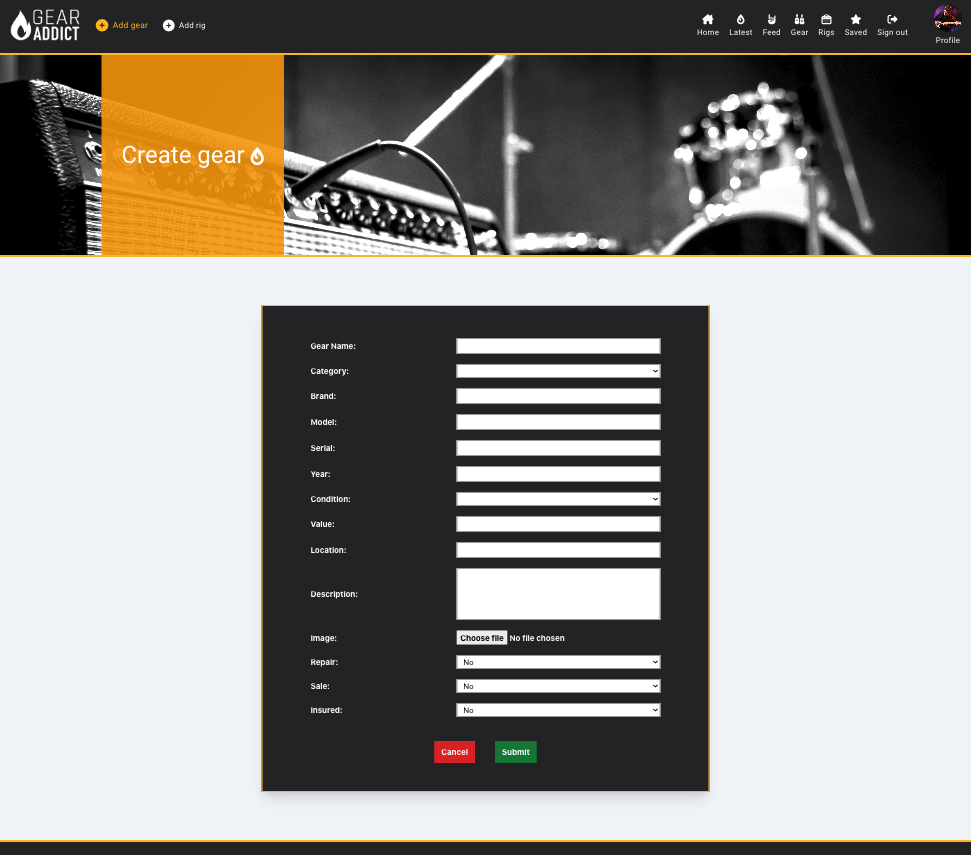 GEAR
ADDICT
Add gear
Add rig
Home
Latest
Feed
Gear
Rigs
Saved
Sign out
Profile
Create gear
Gear Name:
Category:
Brand:
Model:
Serial:
Year:
Condition:
Value:
Location:
Description:
Image: Choose file No file chosen
Repair: No
Sale: No
Insured: No
Cancel Submit